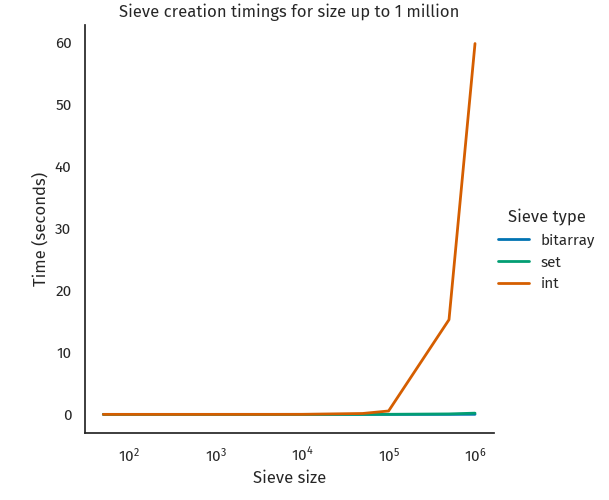 Sieve creation timings for size up to 1 million
60
50
40
30
20
10
0
Time (seconds)
10² 10³ 10⁴ 10⁵ 10⁶
Sieve size
Sieve type
bitarray
set
int